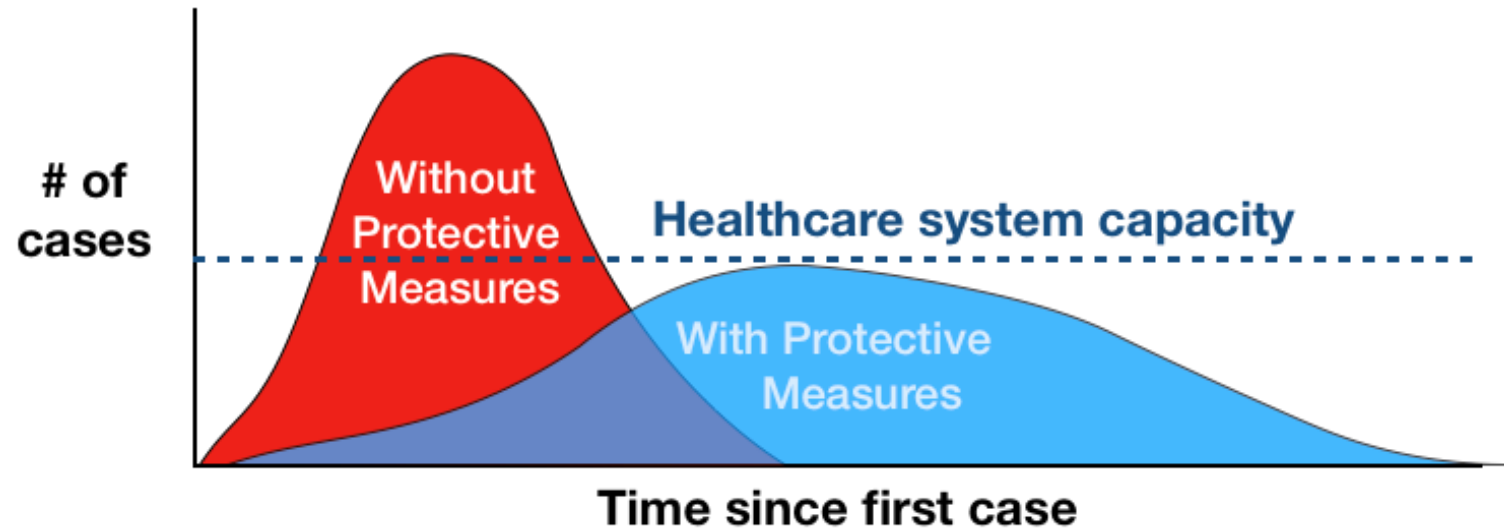 # of
cases
Without
Protective
Measures
Healthcare system capacity
With Protective
Measures
Time since first case